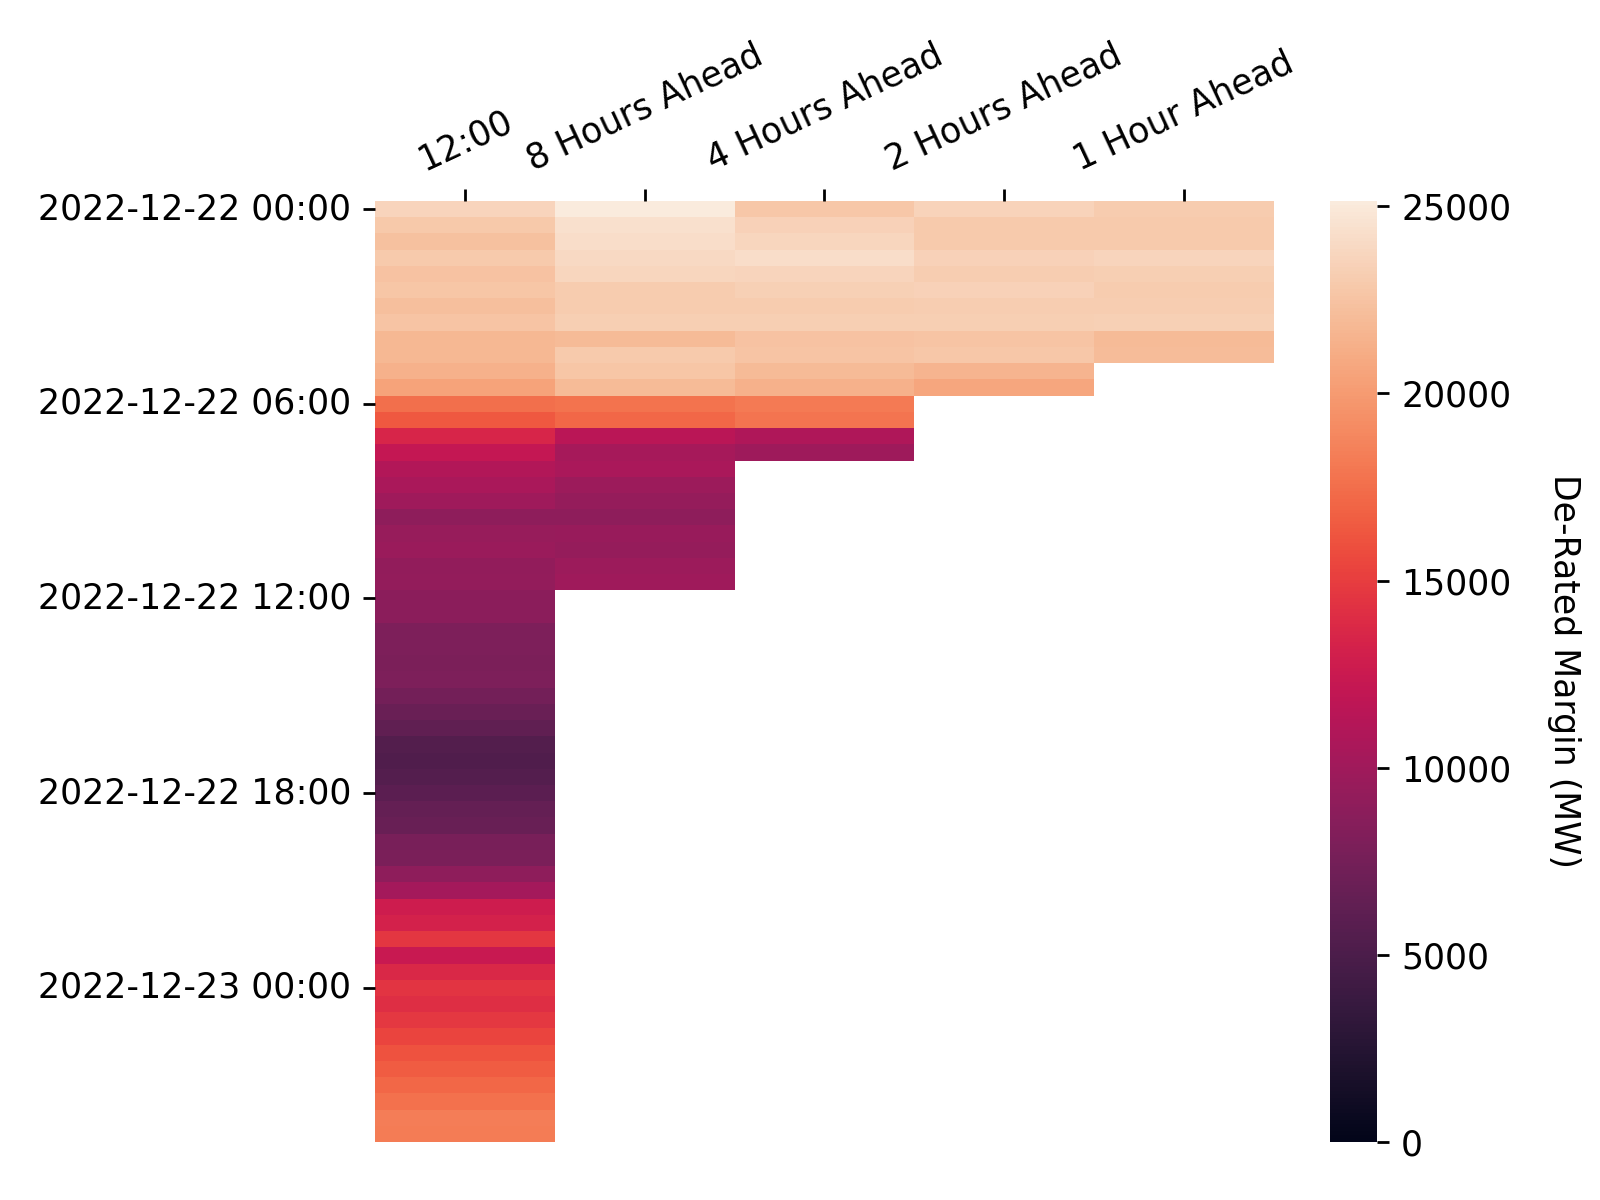 12:00
8 Hours Ahead
4 Hours Ahead
2 Hours Ahead
1 Hour Ahead
2022-12-22 00:00
2022-12-22 06:00
2022-12-22 12:00
2022-12-22 18:00
2022-12-23 00:00
25000
20000
15000
10000
5000
0
De-Rated Margin (MW)